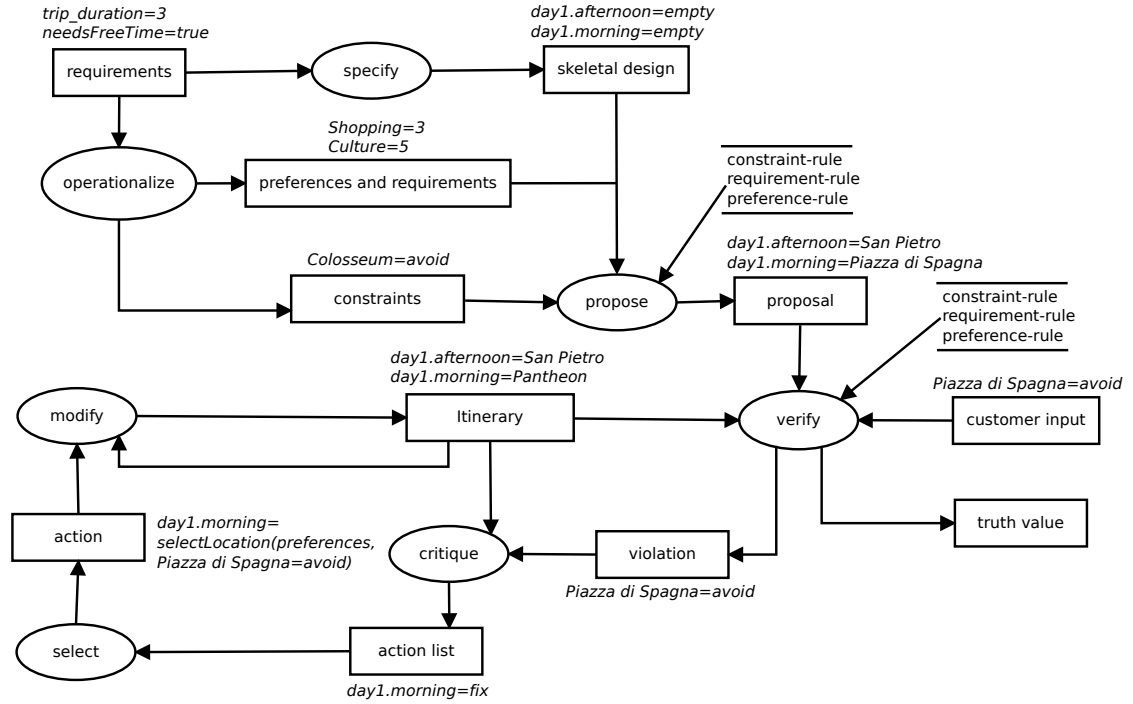 trip_duration=3
needsFreeTime=true
requirements
specify
day1.afternoon=empty
day1.morning=empty
skeletal design
Shopping=3
Culture=5
operationalize
preferences and requirements
constraint-rule
requirement-rule
preference-rule
Colosseum=avoid
constraints
propose
day1.afternoon=San Pietro
day1.morning=Piazza di Spagna
proposal
constraint-rule
requirement-rule
preference-rule
day1.afternoon=San Pietro
day1.morning=Pantheon
modify
Itinerary
verify
Piazza di Spagna=avoid
customer input
action
day1.morning=
selectLocation(preferences,
Piazza di Spagna=avoid)
critique
violation
Piazza di Spagna=avoid
truth value
select
action list
day1.morning=fix